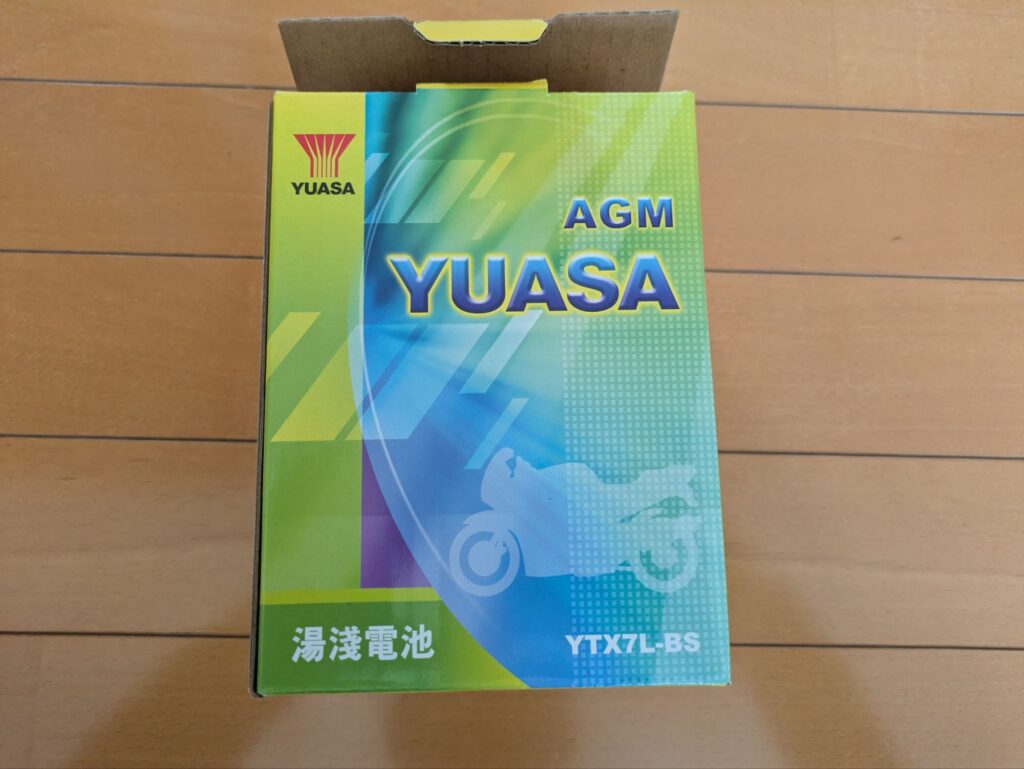 YUASA
AGM
YUASA
湯淺電池
YTX7L-BS